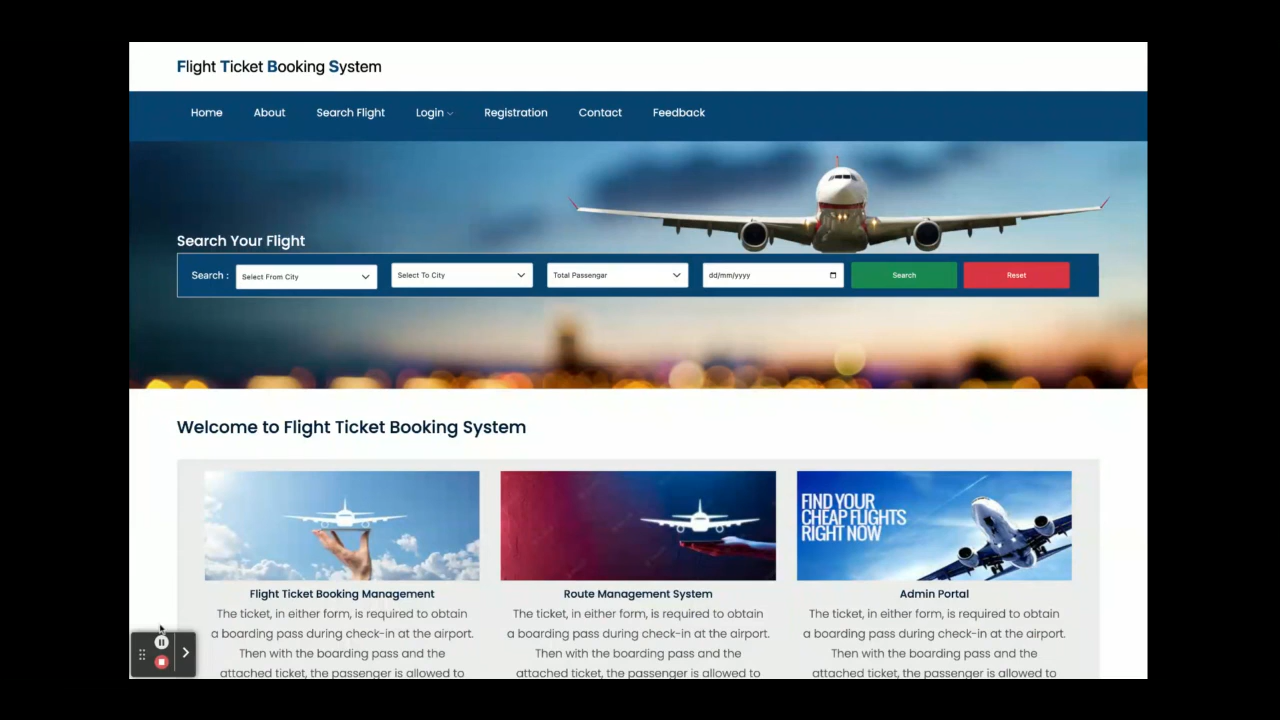 Flight Ticket Booking System
Home About Search Flight Login Registration Contact Feedback
Search Your Flight
Search : Select From City Select To City Total Passengar dd/mm/yyyy Search Reset
Welcome to Flight Ticket Booking System
FIND YOUR
CHEAP FLIGHTS
RIGHT NOW
Flight Ticket Booking Management
The ticket, in either form, is required to obtain
a boarding pass during check-in at the airport.
Then with the boarding pass and the
attached ticket, the passenger is allowed to
Route Management System
The ticket, in either form, is required to obtain
a boarding pass during check-in at the airport.
Then with the boarding pass and the
attached ticket, the passenger is allowed to
Admin Portal
The ticket, in either form, is required to obtain
a boarding pass during check-in at the airport.
Then with the boarding pass and the
attached ticket, the passenger is allowed to